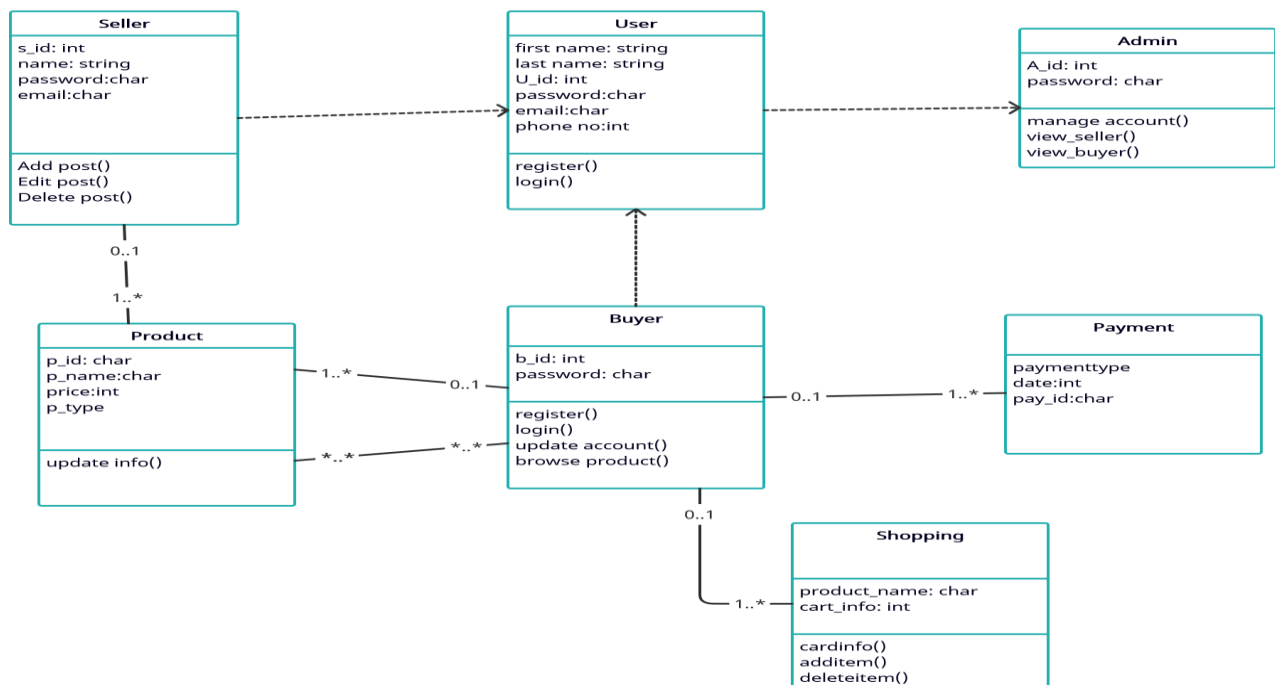 Seller
s_id: int
name: string
password:char
email:char
Add post()
Edit post()
Delete post()
User
first name: string
last name: string
U_id: int
password:char
email:char
phone no:int
register()
login()
Admin
A_id: int
password: char
manage account()
view_seller()
view_buyer()
0..1
1..*
Product
p_id: char
p_name:char
price:int
p_type
update info()
1..*
0..1
*..*
*..*
Buyer
b_id: int
password: char
register()
login()
update account()
browse product()
0..1
1..*
Payment
paymenttype
date:int
pay_id:char
0..1
1..*
Shopping
product_name: char
cart_info: int
cardinfo()
additem()
deleteitem()